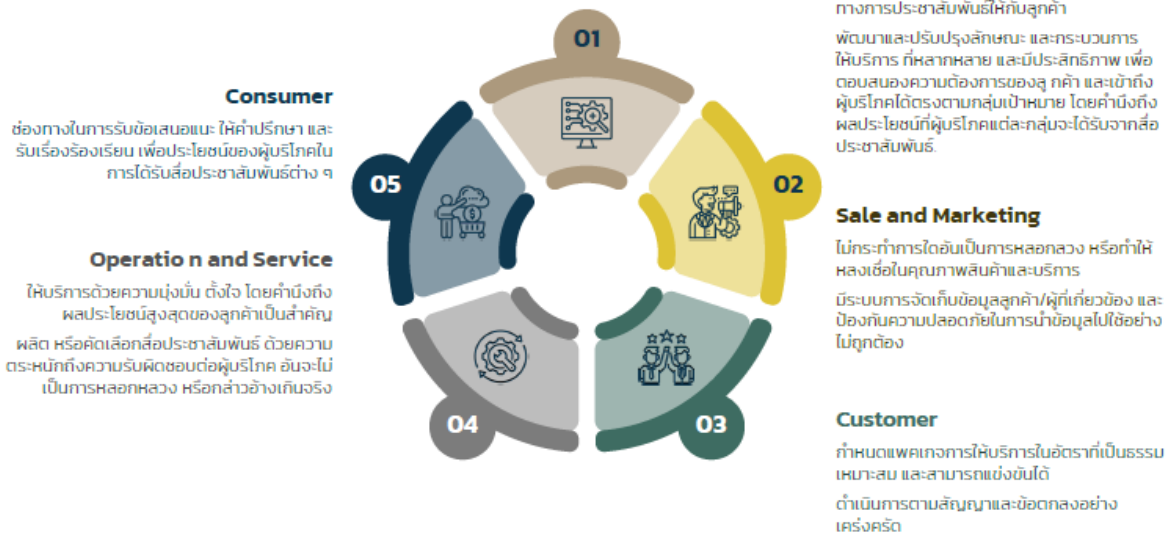 ทางการประชาสัมพันธ์ให้กับลูกค้า
พัฒนาและปรับปรุงลักษณะ และกระบวนการ
ให้บริการ ที่หลากหลาย และมีประสิทธิภาพ เพื่อ
ตอบสนองความต้องการของลู กค้า และเข้าถึง
ผู้บริโภคได้ตรงตามกลุ่มเป้าหมาย โดยคำนึงถึง
ผลประโยชน์ที่ผู้บริโภคแต่ละกลุ่มจะได้รับจากสื่อ
ประชาสัมพันธ์.
01
02
Sale and Marketing
ไม่กระทำการใดอันเป็นการหลอกลวง หรือทำให้
หลงเชื่อในคุณภาพสินค้าและบริการ
มีระบบการจัดเก็บข้อมูลลูกค้า/ผู้ที่เกี่ยวข้อง และ
ป้องกันความปลอดภัยในการนำข้อมูลไปใช้อย่าง
ไม่ถูกต้อง
03
Customer
กำหนดแพคเกจการให้บริการในอัตราที่เป็นธรรม
เหมาะสม และสามารถแข่งขันได้
ดำเนินการตามสัญญาและข้อตกลงอย่าง
เคร่งครัด
04
Operatio n and Service
ให้บริการด้วยความมุ่งมั่น ตั้งใจ โดยคำนึงถึง
ผลประโยชน์สูงสุดของลูกค้าเป็นสำคัญ
ผลิต หรือคัดเลือกสื่อประชาสัมพันธ์ ด้วยความ
ตระหนักถึงความรับผิดชอบต่อผู้บริโภค อันจะไม่
เป็นการหลอกหลวง หรือกล่าวอ้างเกินจริง
05
Consumer
ช่องทางในการรับข้อเสนอแนะ ให้คำปรึกษา และ
รับเรื่องร้องเรียน เพื่อประโยชน์ของผู้บริโภคใน
การได้รับสื่อประชาสัมพันธ์ต่าง ๆ